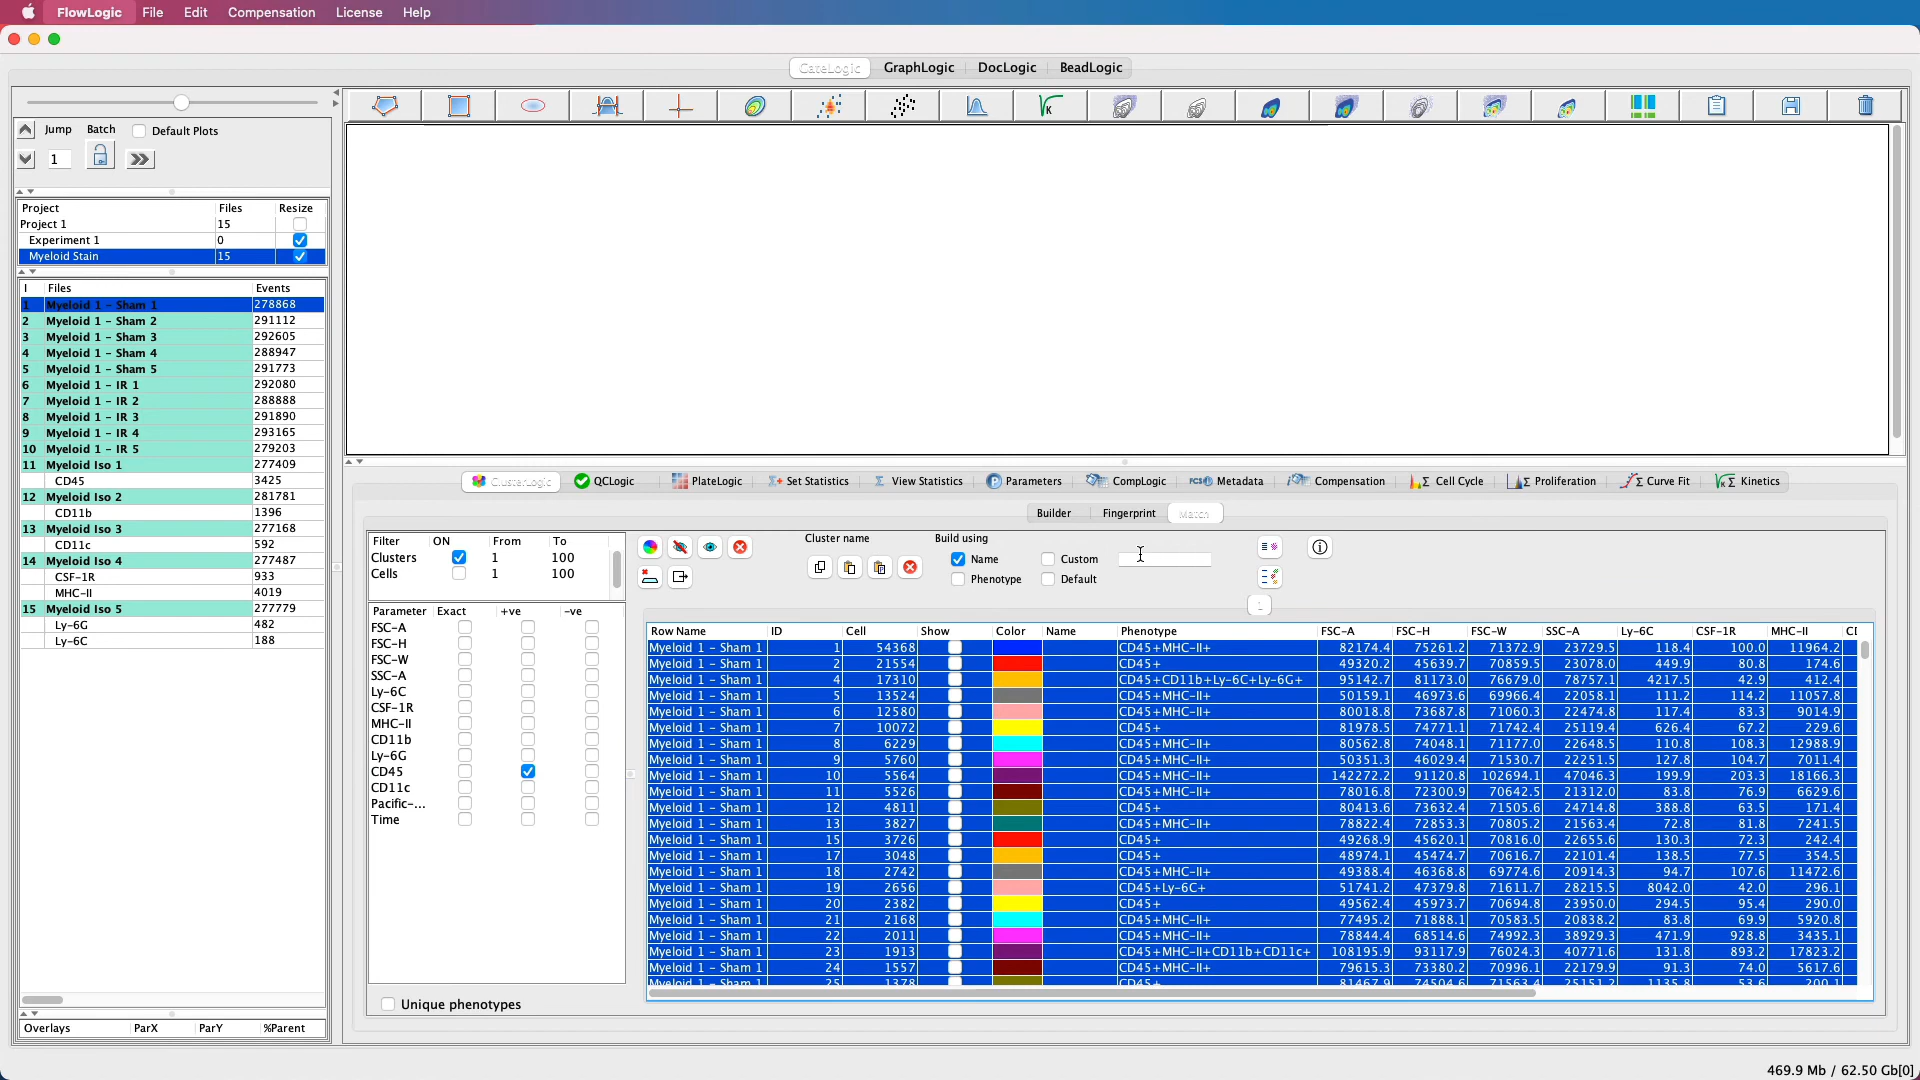 FlowLogic File Edit Compensation License Help
GateLogic GraphLogic DocLogic BeadLogic
Jump Batch Default Plots
1
Project Files Resize
Project 1 15
Experiment 1 0
Myeloid Stain 15
I Files Events
1 Myeloid 1 - Sham 1 278868
2 Myeloid 1 - Sham 2 291112
3 Myeloid 1 - Sham 3 292605
4 Myeloid 1 - Sham 4 288947
5 Myeloid 1 - Sham 5 291773
6 Myeloid 1 - IR 1 292080
7 Myeloid 1 - IR 2 288888
8 Myeloid 1 - IR 3 291890
9 Myeloid 1 - IR 4 293165
10 Myeloid 1 - IR 5 279203
11 Myeloid Iso 1 277409
CD45 3425
12 Myeloid Iso 2 281781
CD11b 1396
13 Myeloid Iso 3 277168
CD11c 592
14 Myeloid Iso 4 277487
CSF-1R 933
MHC-II 4019
15 Myeloid Iso 5 277779
Ly-6G 482
Ly-6C 188
Overlays ParX ParY %Parent
ClusterLogic QCLogic PlateLogic Set Statistics View Statistics Parameters CompLogic Metadata Compensation Cell Cycle Proliferation Curve Fit Kinetics
Builder Fingerprint Match
Filter ON From To
Clusters 1 100
Cells 1 100
Parameter Exact +ve -ve
FSC-A
FSC-H
FSC-W
SSC-A
Ly-6C
CSF-1R
MHC-II
CD11b
Ly-6G
CD45
CD11c
Pacific-...
Time
Unique phenotypes
Cluster name Build using
Name Custom
Phenotype Default
Row Name ID Cell Show Color Name Phenotype FSC-A FSC-H FSC-W SSC-A Ly-6C CSF-1R MHC-II
Myeloid 1 - Sham 1 1 54368 CD45+MHC-II+ 82174.4 75261.2 71372.9 23729.5 118.4 100.0 11964.2
Myeloid 1 - Sham 1 2 21554 CD45+ 49320.2 45639.7 70859.5 23078.0 449.9 80.8 174.6
Myeloid 1 - Sham 1 4 17310 CD45+CD11b+Ly-6C+Ly-6G+ 95142.7 81173.0 76679.0 78757.1 4217.5 42.9 412.4
Myeloid 1 - Sham 1 5 13524 CD45+MHC-II+ 50159.1 46973.6 69966.4 22058.1 111.2 114.2 11057.8
Myeloid 1 - Sham 1 6 12580 CD45+MHC-II+ 80018.8 73687.8 71060.3 22474.8 117.4 83.3 9014.9
Myeloid 1 - Sham 1 7 10072 CD45+ 81978.5 74771.1 71742.4 25119.4 626.4 67.2 229.6
Myeloid 1 - Sham 1 8 6229 CD45+MHC-II+ 80562.8 74048.1 71177.0 22648.5 110.8 108.3 12988.9
Myeloid 1 - Sham 1 9 5760 CD45+MHC-II+ 50351.3 46029.4 71530.7 22251.5 127.8 104.7 7011.4
Myeloid 1 - Sham 1 10 5564 CD45+MHC-II+ 142272.2 91120.8 102694.1 47046.3 199.9 203.3 18166.3
Myeloid 1 - Sham 1 11 5526 CD45+MHC-II+ 78016.8 72300.9 70642.5 21312.0 83.8 76.9 6629.6
Myeloid 1 - Sham 1 12 4811 CD45+ 80413.6 73632.4 71505.6 24714.8 388.8 63.5 171.4
Myeloid 1 - Sham 1 13 3827 CD45+MHC-II+ 78822.4 72853.3 70805.2 21563.4 72.8 81.8 7241.5
Myeloid 1 - Sham 1 15 3726 CD45+ 49268.9 45620.1 70816.0 22655.6 130.3 72.3 242.4
Myeloid 1 - Sham 1 17 3048 CD45+ 48974.1 45474.7 70616.7 22101.4 138.5 77.5 354.5
Myeloid 1 - Sham 1 18 2742 CD45+MHC-II+ 49388.4 46368.8 69774.6 20914.3 94.7 107.6 11472.6
Myeloid 1 - Sham 1 19 2656 CD45+Ly-6C+ 51741.2 47379.8 71611.7 28215.5 8042.0 42.0 296.1
Myeloid 1 - Sham 1 20 2382 CD45+ 49562.4 45973.7 70694.8 23950.0 294.5 95.4 290.0
Myeloid 1 - Sham 1 21 2168 CD45+MHC-II+ 77495.2 71888.1 70583.5 20838.2 83.8 69.9 5920.8
Myeloid 1 - Sham 1 22 2011 CD45+MHC-II+ 78844.4 68514.6 74992.3 38929.3 471.9 928.8 3435.1
Myeloid 1 - Sham 1 23 1913 CD45+MHC-II+CD11b+CD11c+ 108195.9 93117.9 76024.3 40771.6 131.8 893.2 17823.2
Myeloid 1 - Sham 1 24 1557 CD45+MHC-II+ 79615.3 73380.2 70996.1 22179.9 91.3 74.0 5617.6
Myeloid 1 - Sham 1 25 1378 CD45+ 81467.9 74504.6 71563.4 25151.2 1135.8 53.6 200.1
469.9 Mb / 62.50 Gb[0]